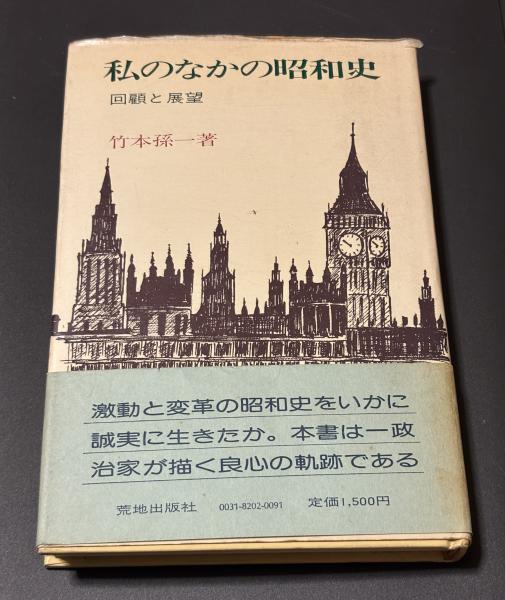 私のなかの昭和史
回顧と展望
竹本孫一著
激動と変革の昭和史をいかに
誠実に生きたか。本書は一政
治家が描く良心の軌跡である
荒地出版社 0031-8202-0091 定価1,500円